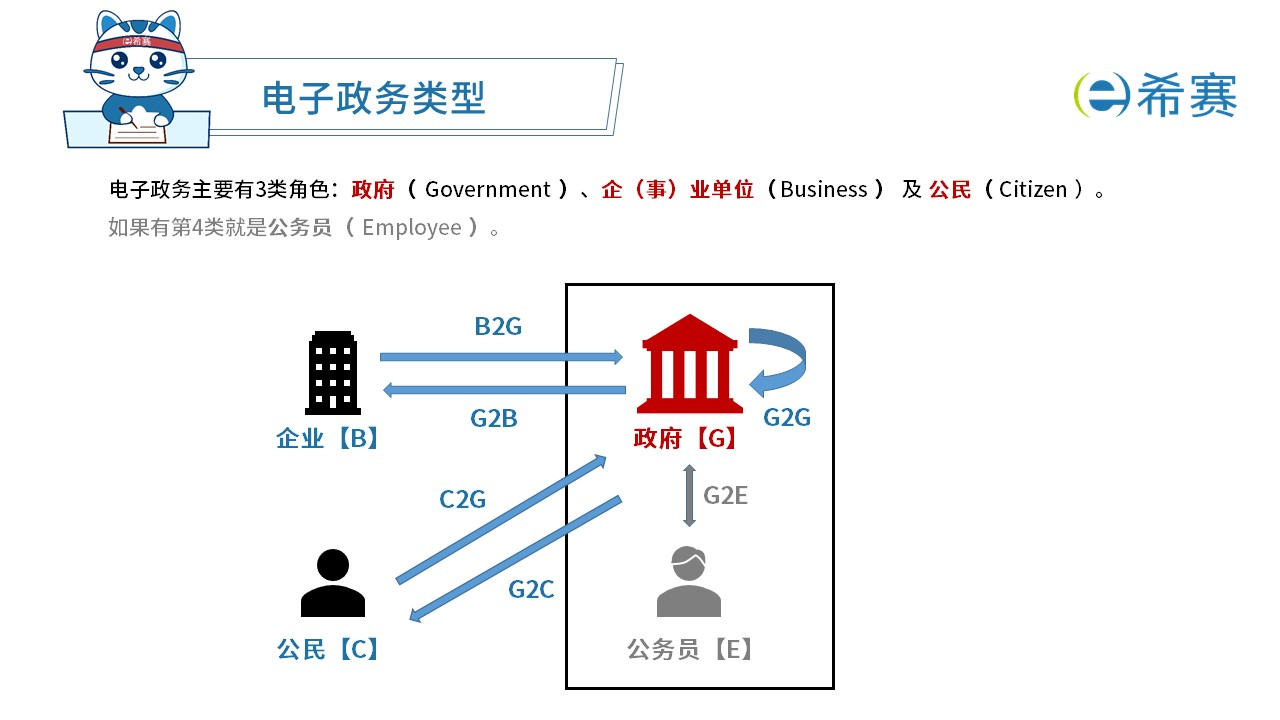 希赛
电子政务类型
希赛
电子政务主要有3类角色：政府（ Government ）、企（事）业单位（Business ） 及 公民（ Citizen ）。
如果有第4类就是公务员（ Employee ）。
B2G
G2B
G2G
企业【B】
政府【G】
C2G
G2E
G2C
公民【C】
公务员【E】